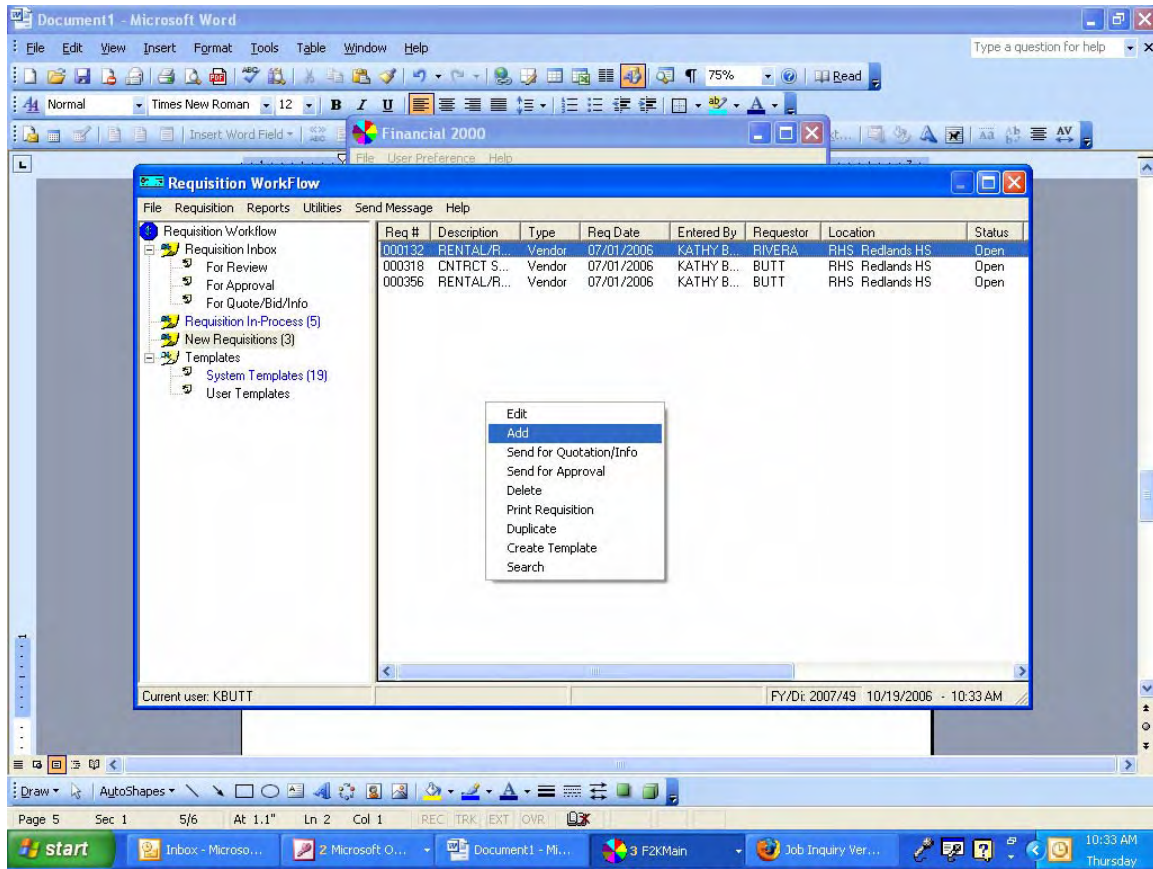 Document1 - Microsoft Word
File Edit View Insert Format Tools Table Window Help Type a question for help
75% Read
Normal Times New Roman 12 B I U
Insert Word Field
Financial 2000
File User Preference Help
Requisition WorkFlow
File Requisition Reports Utilities Send Message Help
Requisition Workflow
Requisition Inbox
For Review
For Approval
For Quote/Bid/Info
Requisition In-Process (5)
New Requisitions (3)
Templates
System Templates (19)
User Templates
Req # Description Type Req Date Entered By Requestor Location Status
000132 RENTAL/R... Vendor 07/01/2006 KATHY B... RIVERA RHS Redlands HS Open
000318 CNTRCT S... Vendor 07/01/2006 KATHY B... BUTT RHS Redlands HS Open
000356 RENTAL/R... Vendor 07/01/2006 KATHY B... BUTT RHS Redlands HS Open
Edit
Add
Send for Quotation/Info
Send for Approval
Delete
Print Requisition
Duplicate
Create Template
Search
Current user: KBUTT FY/Di: 2007/49 10/19/2006 - 10:33 AM
Draw AutoShapes
Page 5 Sec 1 5/6 At 1.1" Ln 2 Col 1 REC TRK EXT OVR
start Inbox - Microso... 2 Microsoft O... Document1 - Mi... 3 F2KMain Job Inquiry Ver... 10:33 AM
Thursday